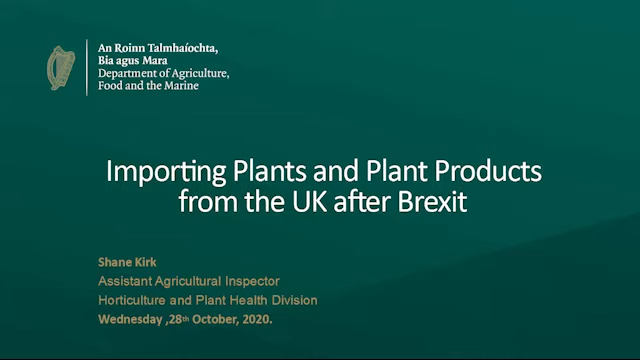 An Roinn Talmhaíochta,
Bia agus Mara
Department of Agriculture,
Food and the Marine
Importing Plants and Plant Products
from the UK after Brexit
Shane Kirk
Assistant Agricultural Inspector
Horticulture and Plant Health Division
Wednesday ,28th October, 2020.